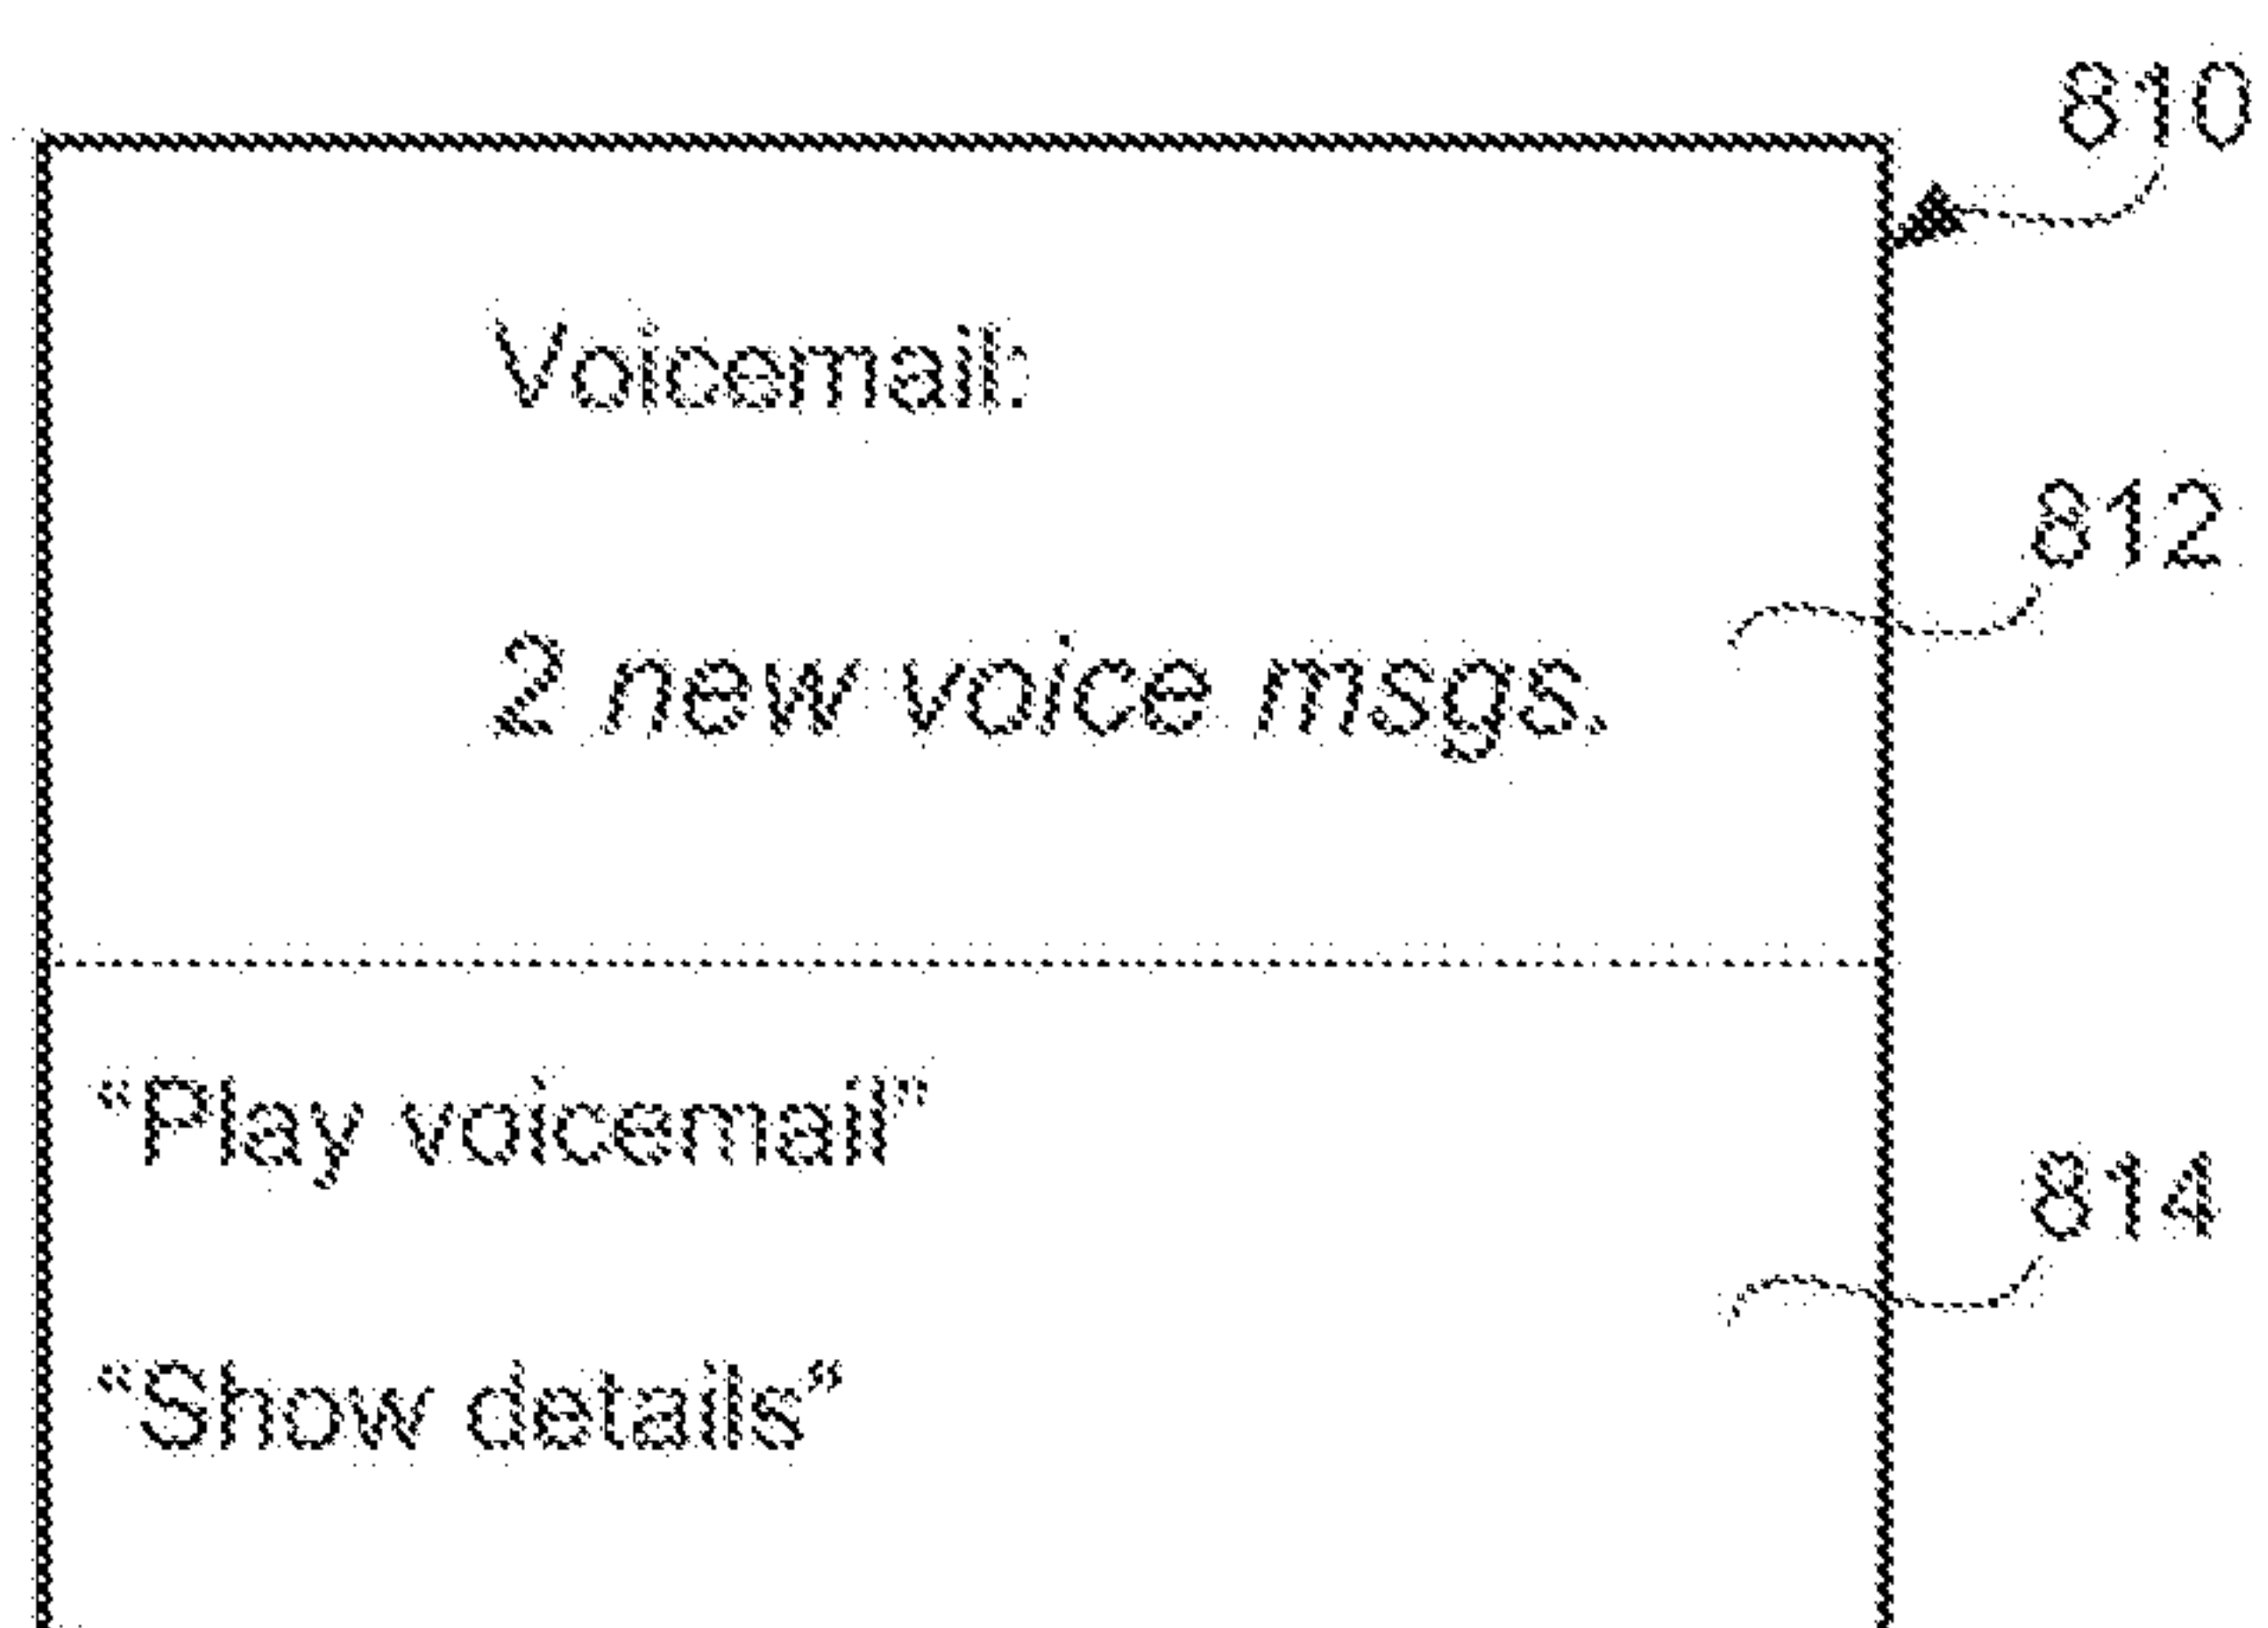 810
Voicemail:
812
2 new voice msgs.
“Play voicemail”
814
“Show details”